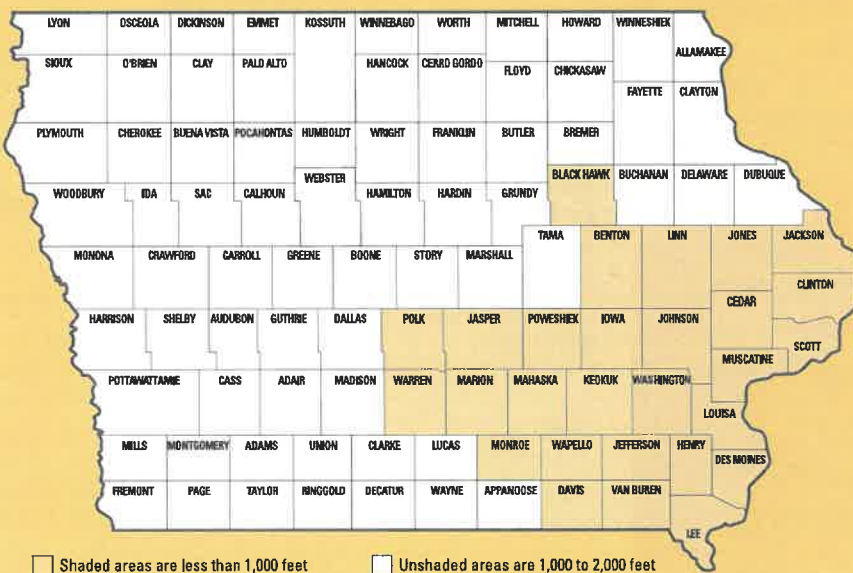 LYON OSCEOLA DICKINSON EMMET KOSSUTH WINNEBAGO WORTH MITCHELL HOWARD WINNESHIEK
ALLAMAKEE
SIOUX O'BRIEN CLAY PALO ALTO HANCOCK CERRO GORDO
FLOYD CHICKASAW
FAYETTE CLAYTON
PLYMOUTH CHEROKEE BUENA VISTA POCAHONTAS HUMBOLDT WRIGHT FRANKLIN BUTLER BREMER
WEBSTER BLACK HAWK BUCHANAN DELAWARE DUBUQUE
WOODBURY IDA SAC CALHOUN HAMILTON HARDIN GRUNDY
TAMA BENTON LINN JONES JACKSON
MONONA CRAWFORD CARROLL GREENE BOONE STORY MARSHALL
CLINTON
CEDAR
HARRISON SHELBY AUDUBON GUTHRIE DALLAS POLK JASPER POWESHIEK IOWA JOHNSON
SCOTT
MUSCATINE
POTTAWATTAMIE CASS ADAIR MADISON WARREN MARION MAHASKA KEOKUK WASHINGTON
LOUISA
MILLS MONTGOMERY ADAMS UNION CLARKE LUCAS MONROE WAPELLO JEFFERSON HENRY
DES MOINES
FREMONT PAGE TAYLOR RINGGOLD DECATUR WAYNE APPANOOSE DAVIS VAN BUREN
LEE
Shaded areas are less than 1,000 feet Unshaded areas are 1,000 to 2,000 feet